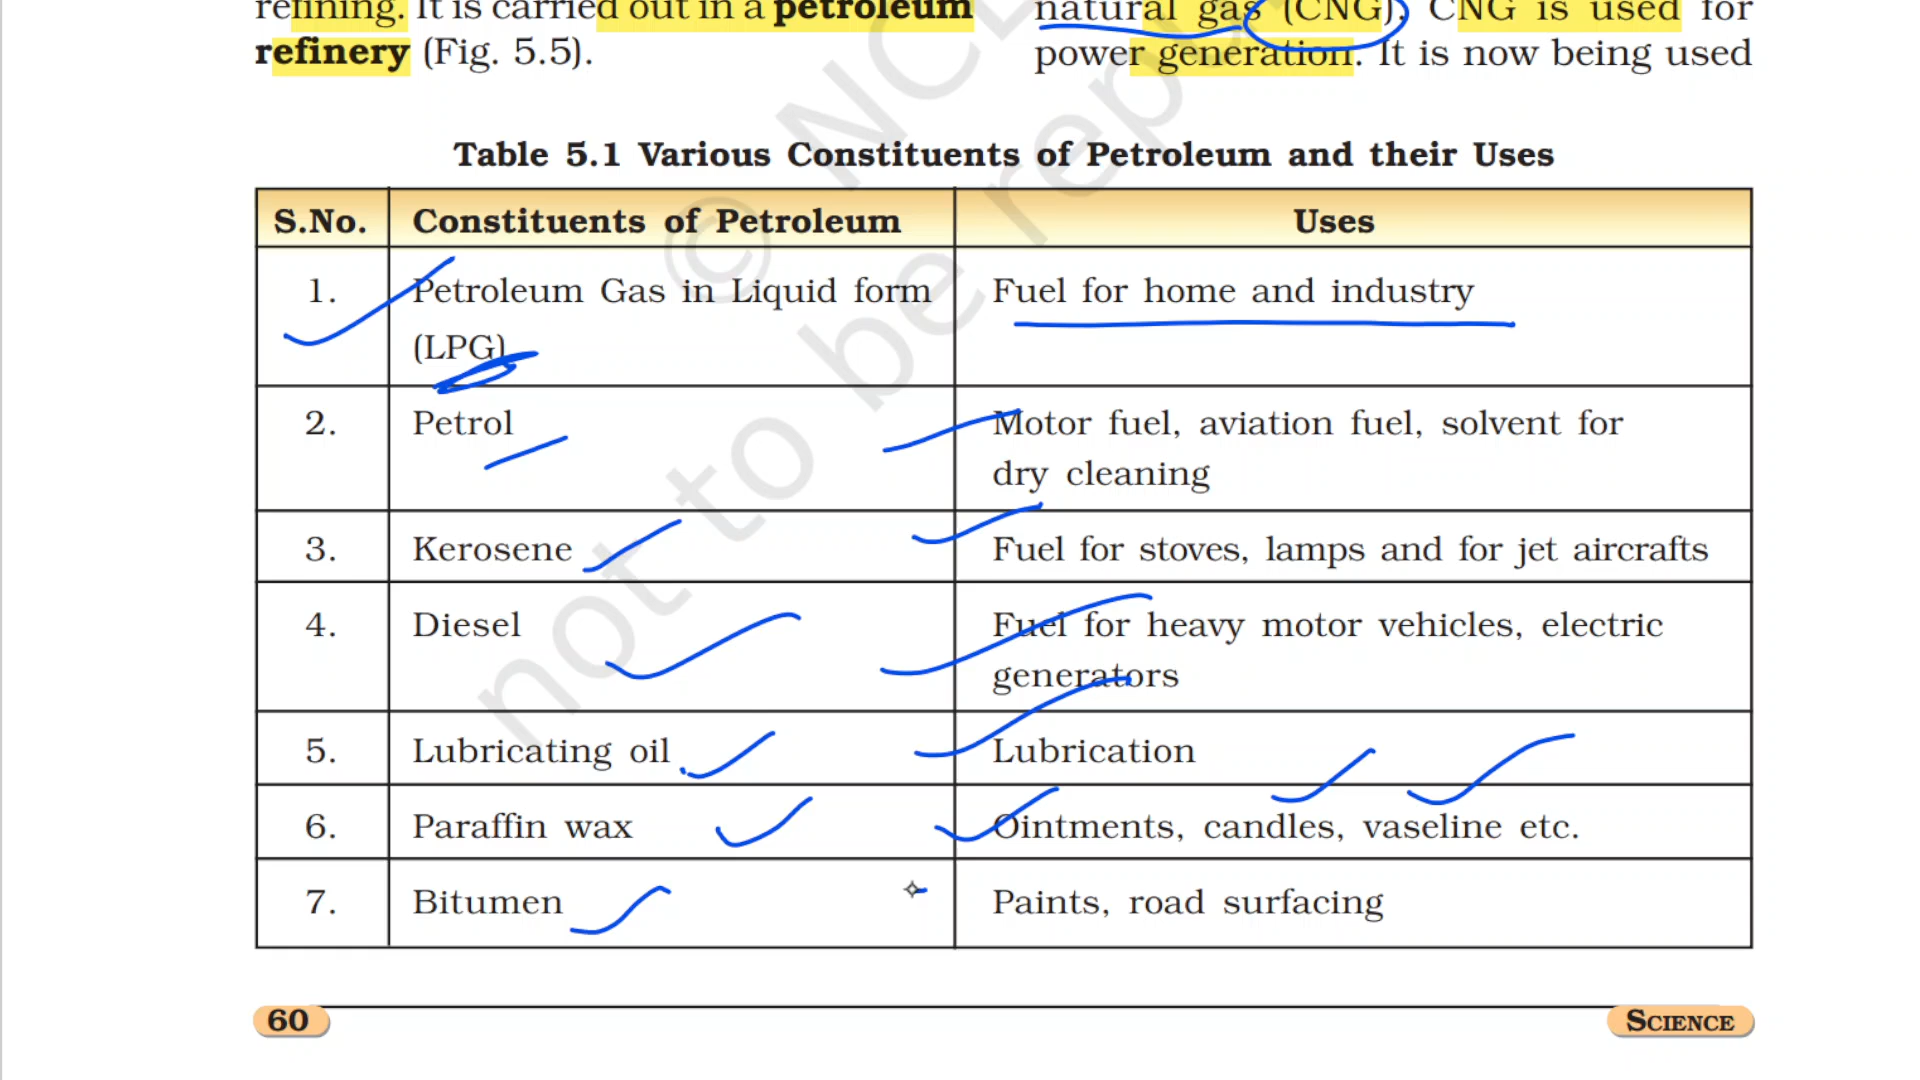 refining. It is carried out in a petroleum
refinery (Fig. 5.5).
natural gas (CNG). CNG is used for
power generation. It is now being used
Table 5.1 Various Constituents of Petroleum and their Uses
S.No. Constituents of Petroleum Uses
1. Petroleum Gas in Liquid form Fuel for home and industry
(LPG)
2. Petrol Motor fuel, aviation fuel, solvent for
dry cleaning
3. Kerosene Fuel for stoves, lamps and for jet aircrafts
4. Diesel Fuel for heavy motor vehicles, electric
generators
5. Lubricating oil Lubrication
6. Paraffin wax Ointments, candles, vaseline etc.
7. Bitumen Paints, road surfacing
© NCE
not to be rep
60 SCIENCE